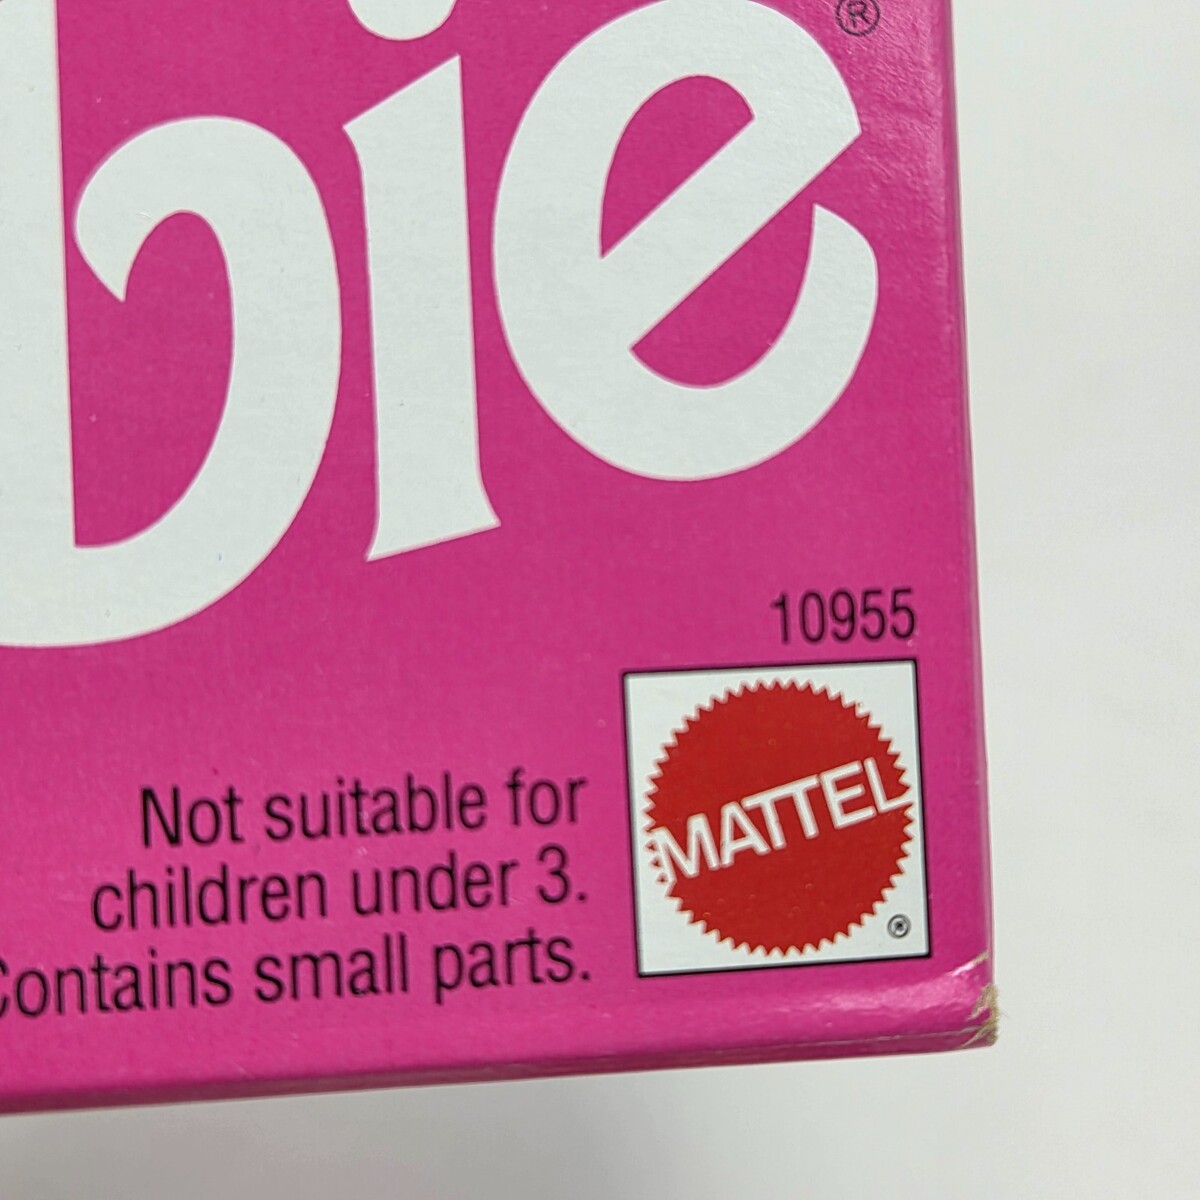 bie®
10955
MATTEL
®
Not suitable for
children under 3.
Contains small parts.